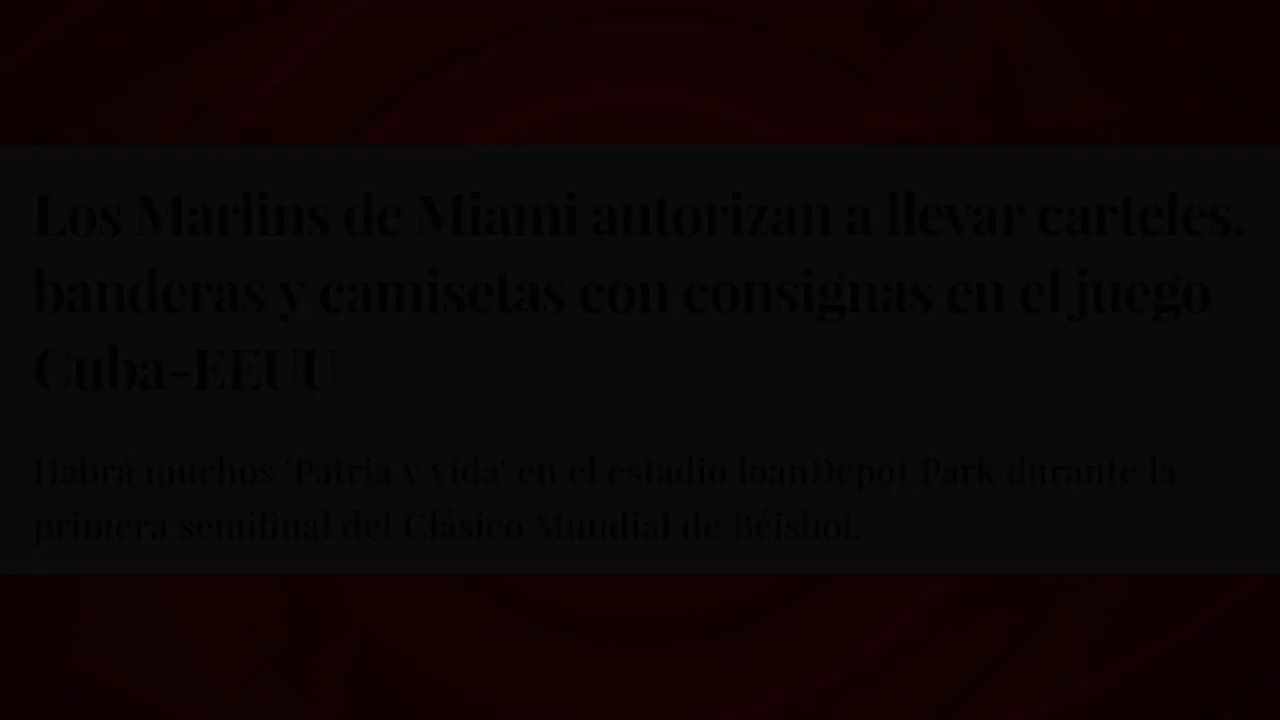 Los Marlins de Miami autorizan a llevar carteles,
banderas y camisetas con consignas en el juego
Cuba-EEUU
Habrá muchos 'Patria y vida' en el estadio loanDepot Park durante la
primera semifinal del Clásico Mundial de Béisbol.